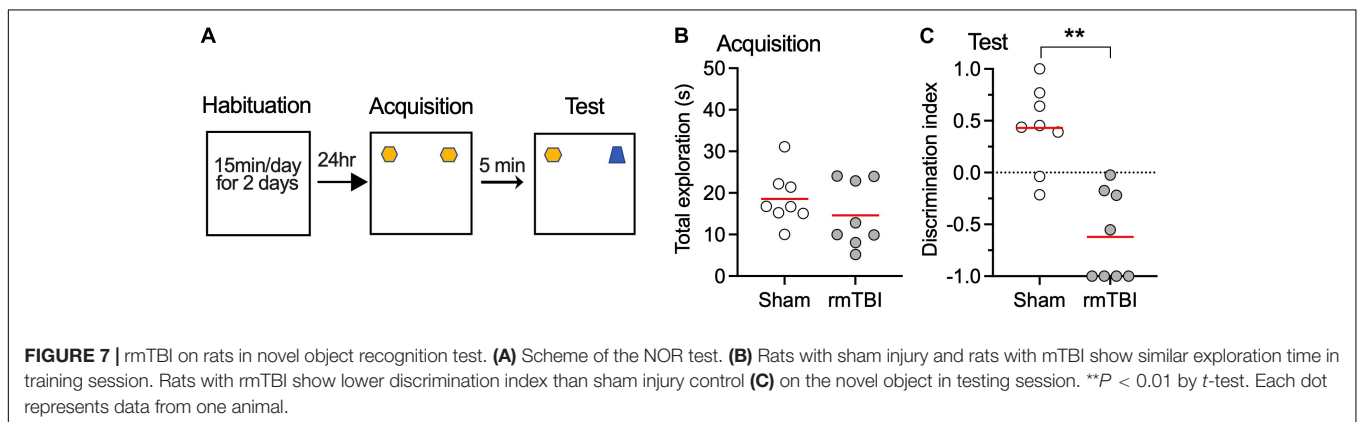 A
Habituation
15min/day
for 2 days
24hr
Acquisition
5 min
Test
B
Acquisition
Total exploration (s)
50
40
30
20
10
0
Sham
rmTBI
C
Test
**
Discrimination index
1.0
0.5
0.0
-0.5
-1.0
Sham
rmTBI
FIGURE 7 | rmTBI on rats in novel object recognition test. (A) Scheme of the NOR test. (B) Rats with sham injury and rats with mTBI show similar exploration time in
training session. Rats with rmTBI show lower discrimination index than sham injury control (C) on the novel object in testing session. **P < 0.01 by t-test. Each dot
represents data from one animal.